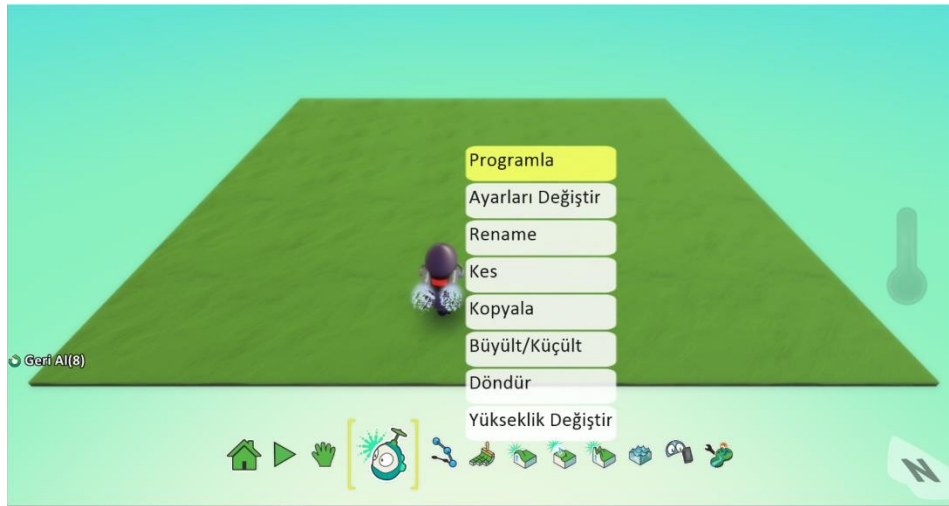 Programla
Ayarları Değiştir
Rename
Kes
Kopyala
Büyült/Küçült
Döndür
Yükseklik Değiştir
Geri Al(8)
N